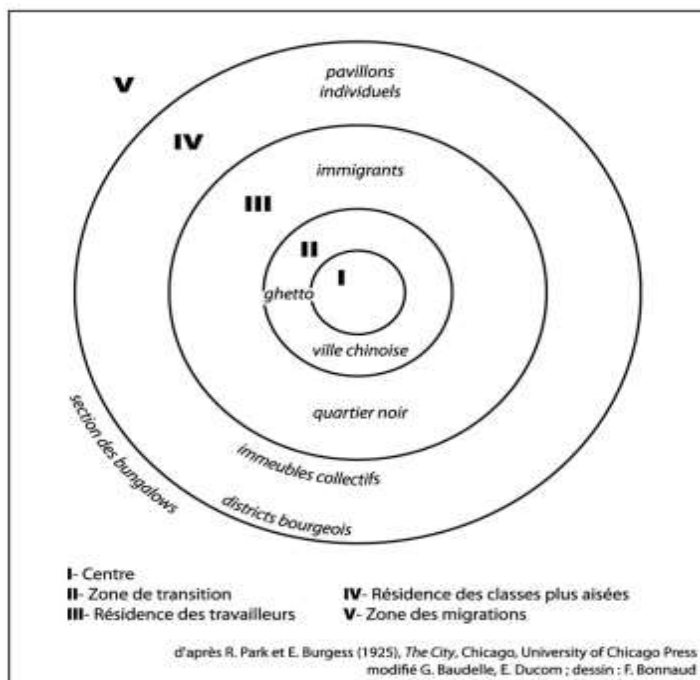 V
pavillons
individuels
IV
immigrants
III
II
I
ghetto
ville chinoise
quartier noir
immeubles collectifs
section des bungalows
districts bourgeois
I- Centre
II- Zone de transition
III- Résidence des travailleurs
IV- Résidence des classes plus aisées
V- Zone des migrations
d'après R. Park et E. Burgess (1925), The City, Chicago, University of Chicago Press
modifié G. Baudelle, E. Ducom ; dessin : F. Bonnaud